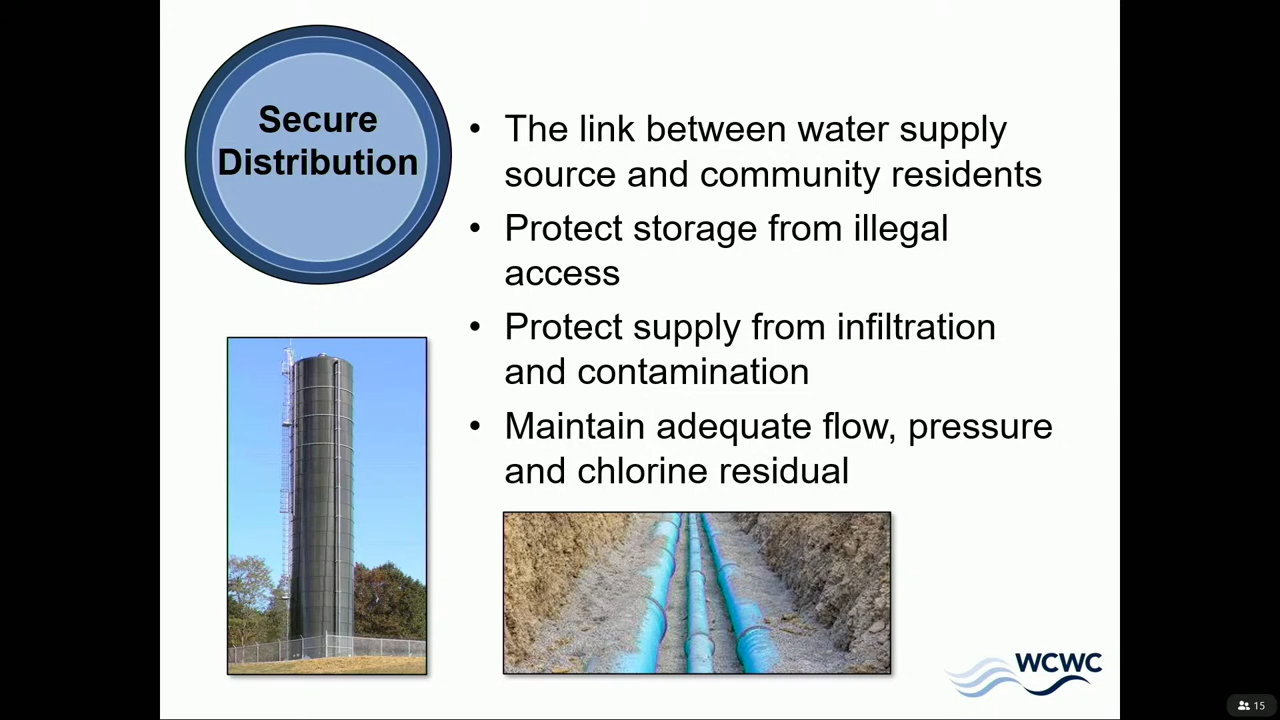 Secure
Distribution
• The link between water supply
source and community residents
• Protect storage from illegal
access
• Protect supply from infiltration
and contamination
• Maintain adequate flow, pressure
and chlorine residual
WCWC
15